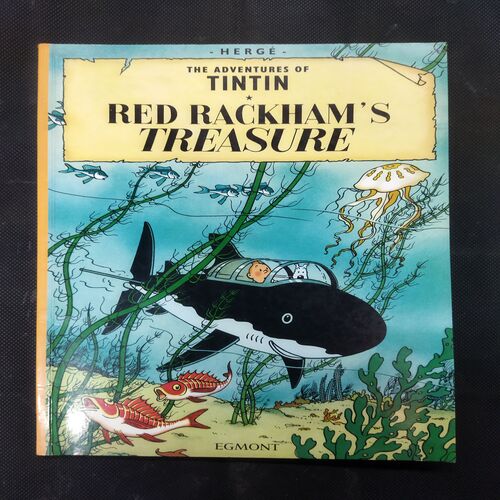 - HERGÉ -
THE ADVENTURES OF
TINTIN
★
RED RACKHAM'S
TREASURE
EGMONT